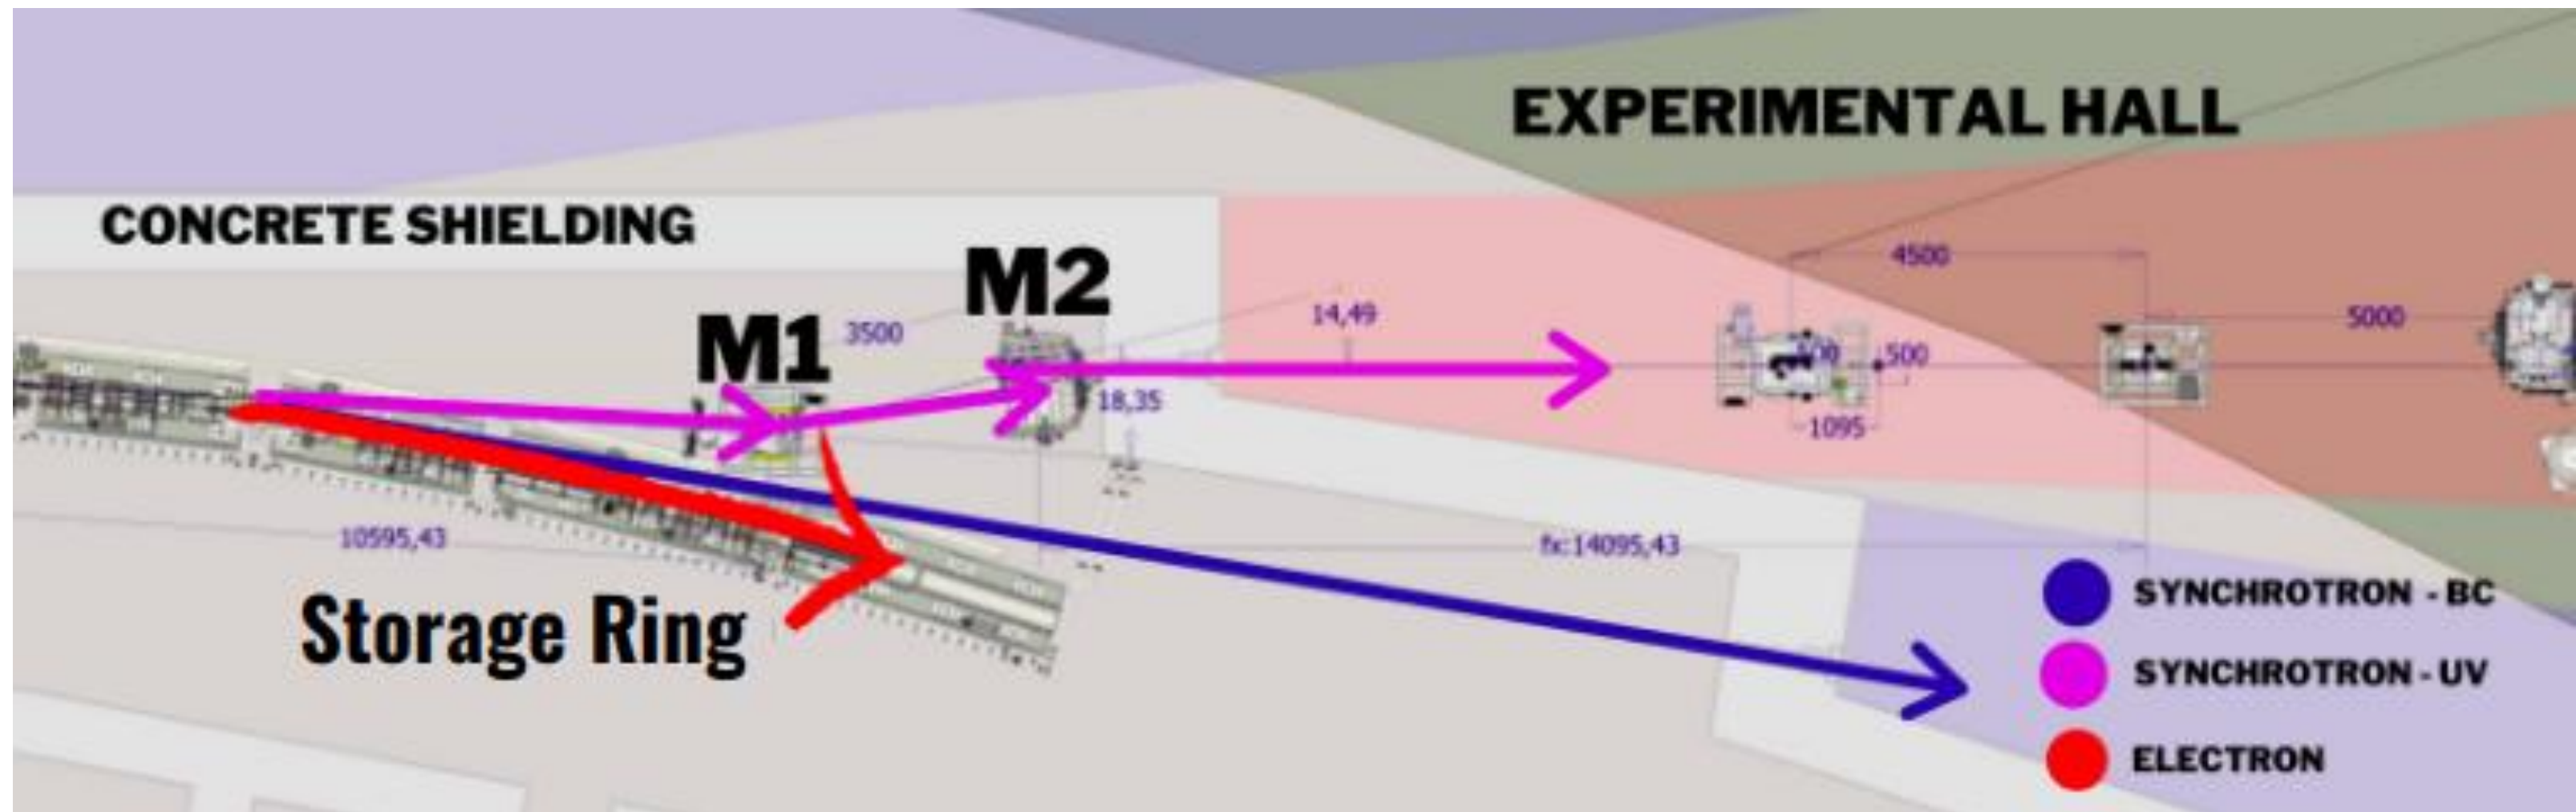 EXPERIMENTAL HALL
CONCRETE SHIELDING
M2
M1
3500
4500
14,49
5000
500
18,35
1095
10595,43
fx:14095,43
Storage Ring
SYNCHROTRON - BC
SYNCHROTRON - UV
ELECTRON